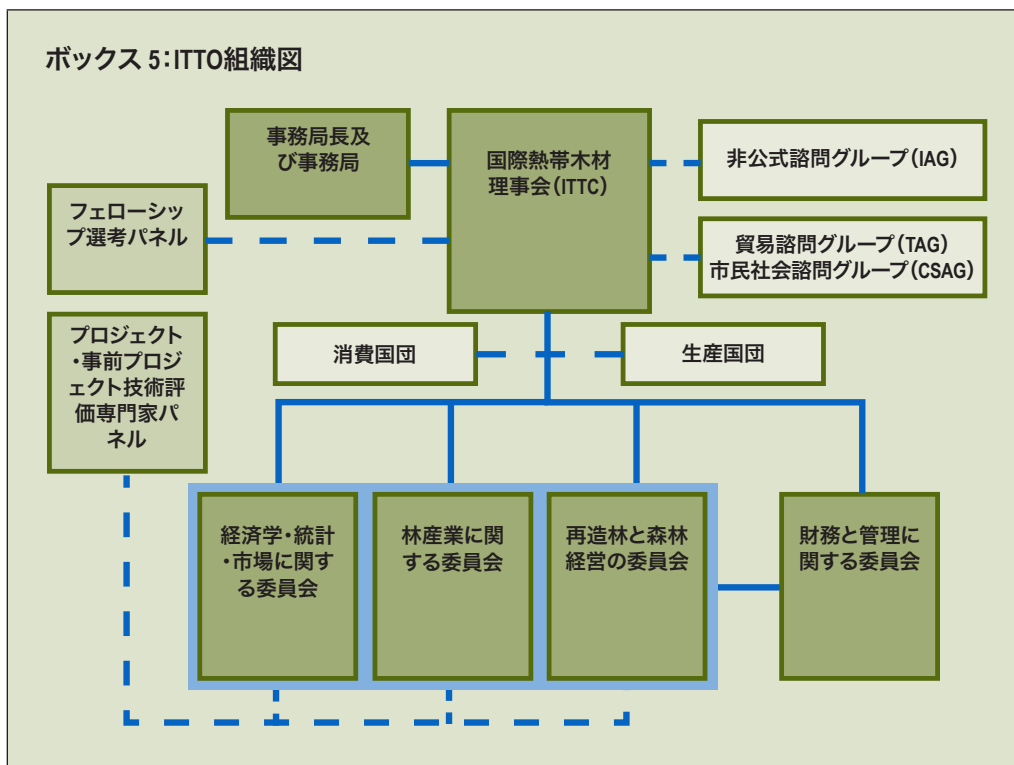 ボックス 5：ITTO組織図
事務局長及
び事務局
国際熱帯木材
理事会（ITTC）
非公式諮問グループ（IAG）
フェローシッ
プ選考パネル
貿易諮問グループ（TAG）
市民社会諮問グループ（CSAG）
プロジェクト
・事前プロジ
ェクト技術評
価専門家パ
ネル
消費国団
生産国団
経済学・統計
・市場に関す
る委員会
林産業に関
する委員会
再造林と森林
経営の委員会
財務と管理に
関する委員会